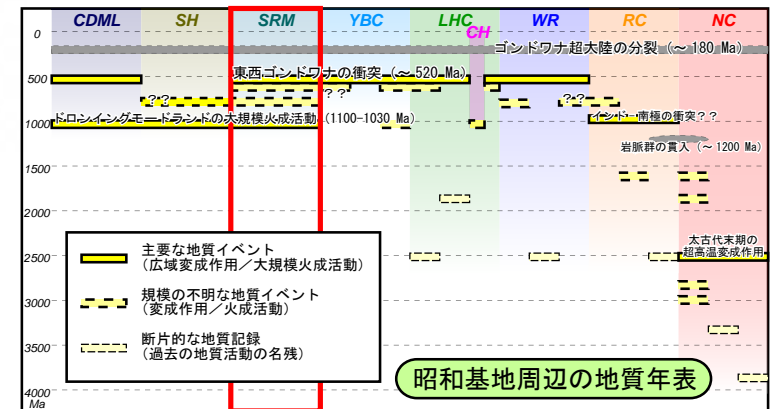 CDML SH SRM YBC LHC CH WR RC NC
0
ゴンドワナ超大陸の分裂 (～ 180 Ma)
500
東西ゴンドワナの衝突 (～ 520 Ma)
??
??
??
1000
ドロンイングモードランドの大規模火成活動 (1100-1030 Ma)
インド-南極の衝突??
岩脈群の貫入 (～ 1200 Ma)
1500
2000
太古代末期の
超高温変成作用
2500
主要な地質イベント
(広域変成作用／大規模火成活動)
規模の不明な地質イベント
(変成作用／火成活動)
断片的な地質記録
(過去の地質活動の名残)
3000
3500
4000
Ma
昭和基地周辺の地質年表